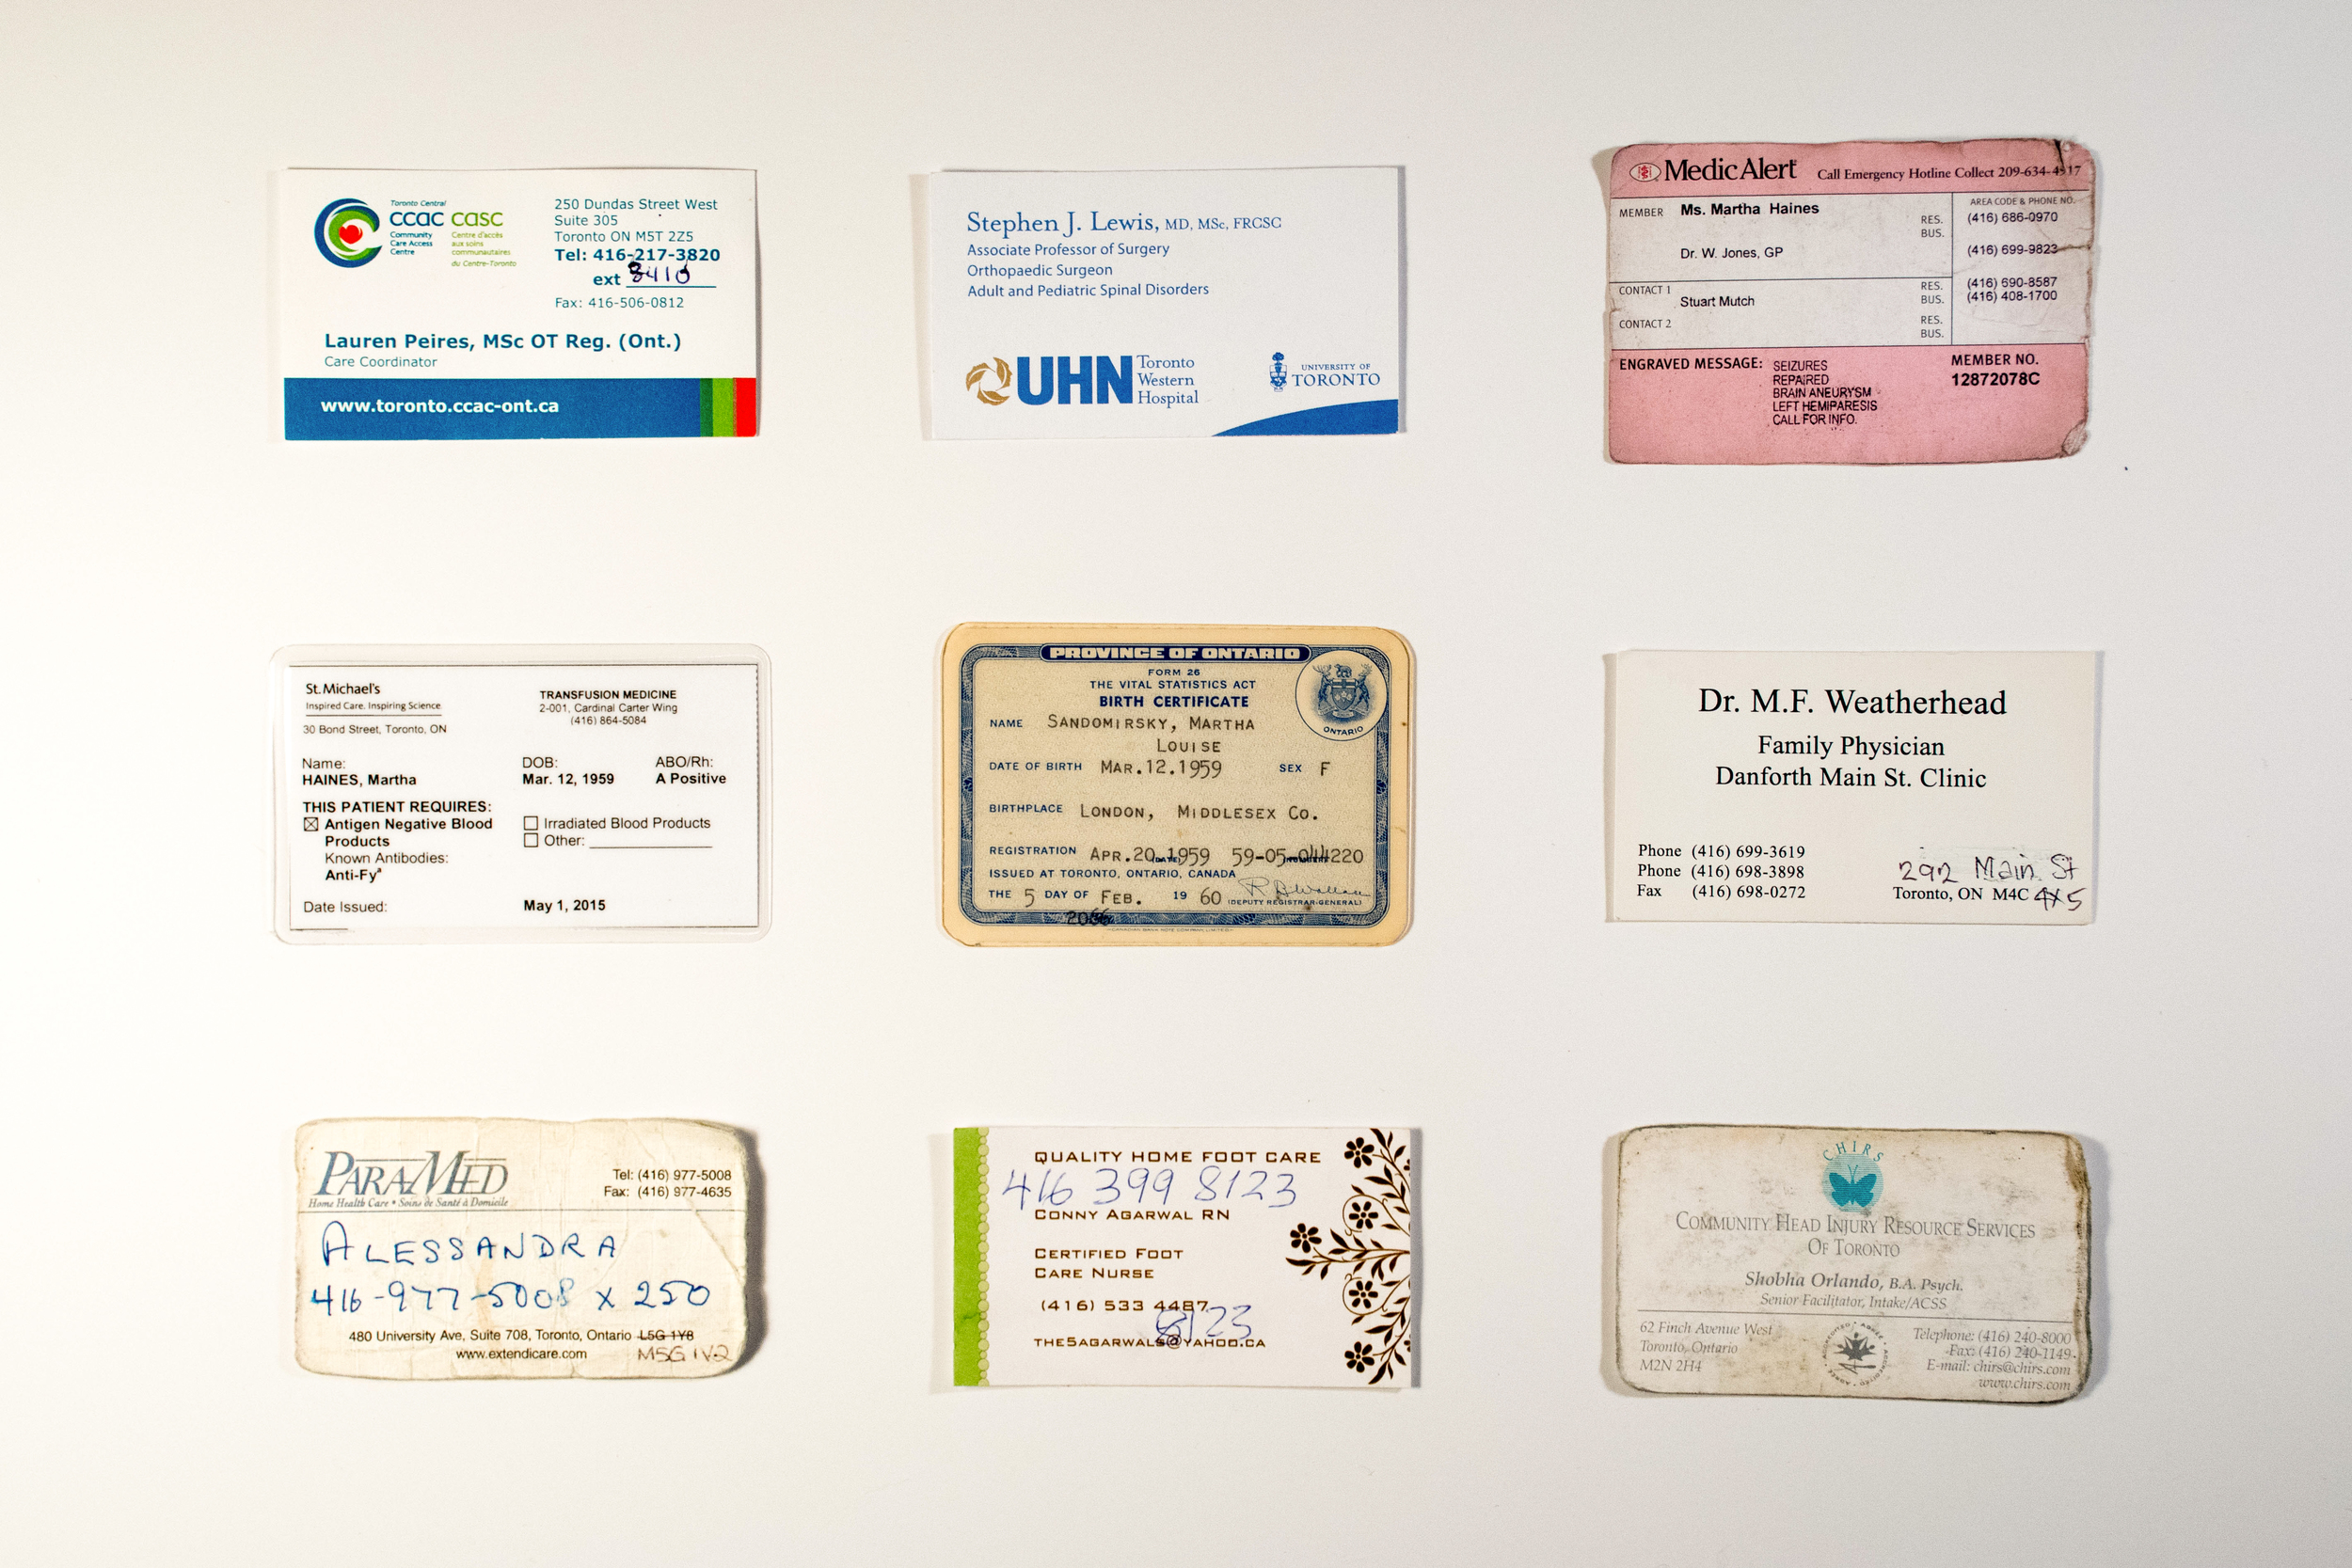 Toronto Central
ccac casc
Community Care Access Centre
Centre d'accès aux soins communautaires
du Centre-Toronto
250 Dundas Street West
Suite 305
Toronto ON M5T 2Z5
Tel: 416-217-3820
ext 3410
Fax: 416-506-0812
Lauren Peires, MSc OT Reg. (Ont.)
Care Coordinator
www.toronto.ccac-ont.ca
Stephen J. Lewis, MD, MSc, FRCSC
Associate Professor of Surgery
Orthopaedic Surgeon
Adult and Pediatric Spinal Disorders
UHN Toronto Western Hospital
UNIVERSITY OF TORONTO
MedicAlert Call Emergency Hotline Collect 209-634-4917
AREA CODE & PHONE NO.
MEMBER Ms. Martha Haines RES. (416) 686-0970
BUS.
Dr. W. Jones, GP (416) 699-9823
CONTACT 1 RES. (416) 690-8587
Stuart Mutch BUS. (416) 408-1700
CONTACT 2 RES.
BUS.
ENGRAVED MESSAGE: SEIZURES
REPAIRED
BRAIN ANEURYSM
LEFT HEMIPARESIS
CALL FOR INFO.
MEMBER NO.
12872078C
St. Michael's
Inspired Care. Inspiring Science
30 Bond Street, Toronto, ON
TRANSFUSION MEDICINE
2-001, Cardinal Carter Wing
(416) 864-5084
Name: DOB: ABO/Rh:
HAINES, Martha Mar. 12, 1959 A Positive
THIS PATIENT REQUIRES:
☒ Antigen Negative Blood Products
☐ Irradiated Blood Products
☐ Other:
Known Antibodies:
Anti-Fyª
Date Issued: May 1, 2015
PROVINCE OF ONTARIO
FORM 26
THE VITAL STATISTICS ACT
BIRTH CERTIFICATE
ONTARIO
NAME SANDOMIRSKY, MARTHA
LOUISE
DATE OF BIRTH MAR.12.1959 SEX F
BIRTHPLACE LONDON, MIDDLESEX CO.
REGISTRATION APR.20.1959 59-05-044220
ISSUED AT TORONTO, ONTARIO, CANADA
THE 5 DAY OF FEB. 19 60 (DEPUTY REGISTRAR-GENERAL)
CANADIAN BANK NOTE COMPANY, LIMITED
Dr. M.F. Weatherhead
Family Physician
Danforth Main St. Clinic
Phone (416) 699-3619
Phone (416) 698-3898
Fax (416) 698-0272
292 Main St
Toronto, ON M4C 4X5
PARAMED
Home Health Care • Soins de Santé à Domicile
Tel: (416) 977-5008
Fax: (416) 977-4635
ALESSANDRA
416-977-5008 x 250
480 University Ave, Suite 708, Toronto, Ontario L5G 1Y8
www.extendicare.com M5G 1V2
QUALITY HOME FOOT CARE
416 399 8123
CONNY AGARWAL RN
CERTIFIED FOOT
CARE NURSE
(416) 533 4487
8123
THE5AGARWALS@YAHOO.CA
CHIRS
COMMUNITY HEAD INJURY RESOURCE SERVICES
OF TORONTO
Shobha Orlando, B.A. Psych.
Senior Facilitator, Intake/ACSS
62 Finch Avenue West
Toronto, Ontario
M2N 2H4
Telephone: (416) 240-8000
Fax: (416) 240-1149
E-mail: chirs@chirs.com
www.chirs.com